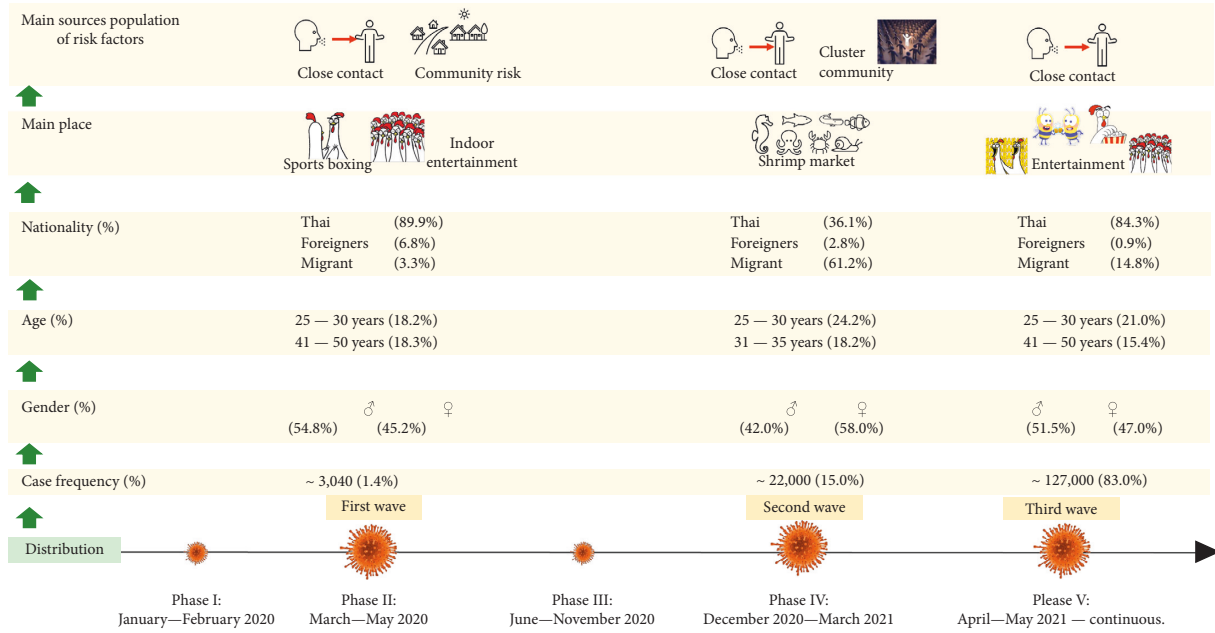 Main sources population
of risk factors
Close contact
Community risk
Close contact
Cluster
community
Close contact
Main place
Sports boxing
Indoor
entertainment
Shrimp market
Entertainment
Nationality (%)
Thai (89.9%)
Foreigners (6.8%)
Migrant (3.3%)
Thai (36.1%)
Foreigners (2.8%)
Migrant (61.2%)
Thai (84.3%)
Foreigners (0.9%)
Migrant (14.8%)
Age (%)
25 — 30 years (18.2%)
41 — 50 years (18.3%)
25 — 30 years (24.2%)
31 — 35 years (18.2%)
25 — 30 years (21.0%)
41 — 50 years (15.4%)
Gender (%)
♂ ♀
(54.8%) (45.2%)
♂ ♀
(42.0%) (58.0%)
♂ ♀
(51.5%) (47.0%)
Case frequency (%)
~ 3,040 (1.4%)
~ 22,000 (15.0%)
~ 127,000 (83.0%)
First wave
Second wave
Third wave
Distribution
Phase I:
January—February 2020
Phase II:
March—May 2020
Phase III:
June—November 2020
Phase IV:
December 2020—March 2021
Please V:
April—May 2021 — continuous.